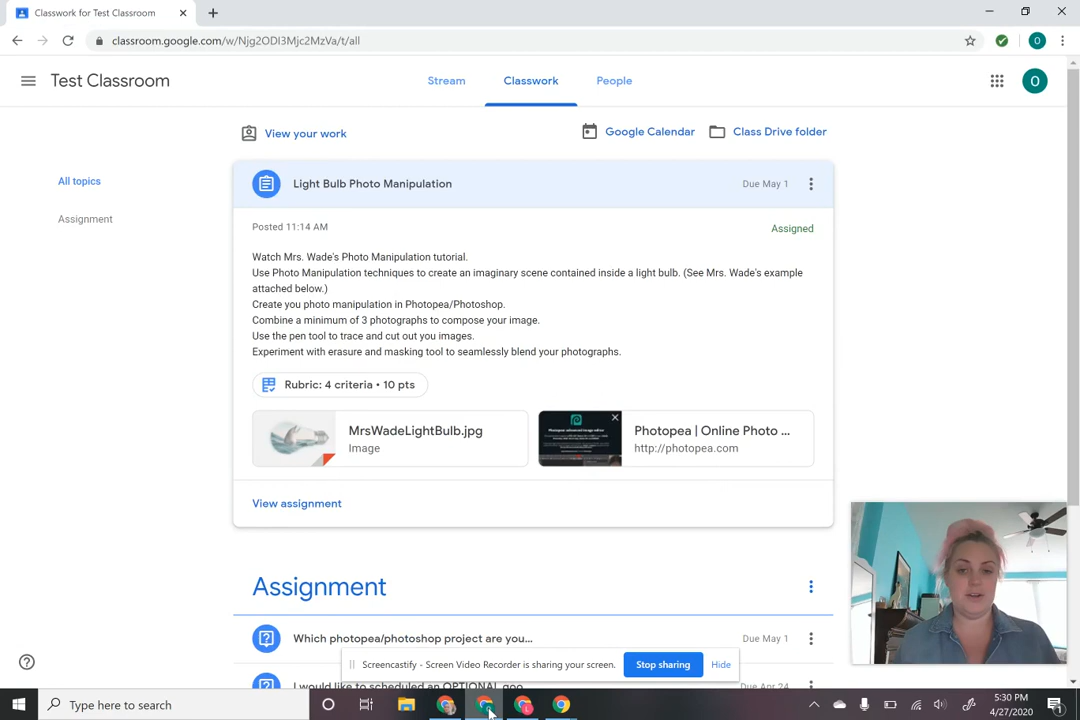 Classwork for Test Classroom
classroom.google.com/w/Njg2ODI3Mjc2MzVa/t/all
O
Test Classroom
Stream
Classwork
People
O
View your work
Google Calendar
Class Drive folder
All topics
Assignment
Light Bulb Photo Manipulation
Due May 1
Posted 11:14 AM
Assigned
Watch Mrs. Wade's Photo Manipulation tutorial.
Use Photo Manipulation techniques to create an imaginary scene contained inside a light bulb. (See Mrs. Wade's example
attached below.)
Create you photo manipulation in Photopea/Photoshop.
Combine a minimum of 3 photographs to compose your image.
Use the pen tool to trace and cut out you images.
Experiment with erasure and masking tool to seamlessly blend your photographs.
Rubric: 4 criteria • 10 pts
MrsWadeLightBulb.jpg
Image
Photopea | Online Photo ...
http://photopea.com
View assignment
Assignment
Which photopea/photoshop project are you...
Due May 1
Screencastify - Screen Video Recorder is sharing your screen.
Stop sharing
Hide
I would like to scheduled an OPTIONAL goo...
Due Apr 24
Type here to search
5:30 PM
4/27/2020